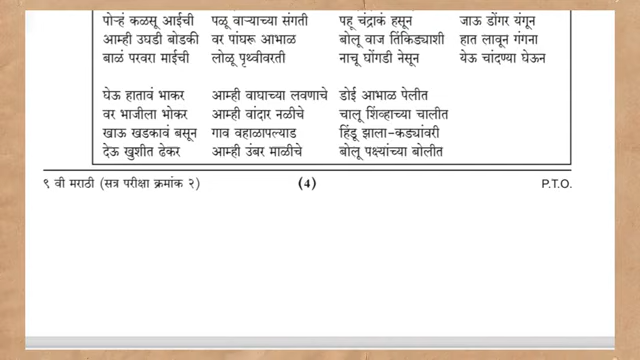 पोऱ्हं कळसू आईची पळू वाऱ्याच्या संगती पहू चंद्राकं हसून जाऊ डोंगर यंगून
आम्ही उघडी बोडकी वर पांघरू आभाळ बोलू वाज तिंकिड्याशी हात लावून गंगना
बाळं परवरा माईची लोळू पृथ्वीवरती नाचू घोंगडी नेसून येऊ चांदण्या घेऊन
घेऊ हातावं भाकर आम्ही वाघाच्या लवणाचे डोई आभाळ पेलीत
वर भाजीला भोकर आम्ही वांदार नळीचे चालू शिंव्हाच्या चालीत
खाऊ खडकावं बसून गाव वहाळापल्याड हिंडू झाला-कड्यांवरी
देऊ खुशीत ढेकर आम्ही उंबर माळीचे बोलू पक्ष्यांच्या बोलीत
९ वी मराठी (सत्र परीक्षा क्रमांक २) (4) P.T.O.